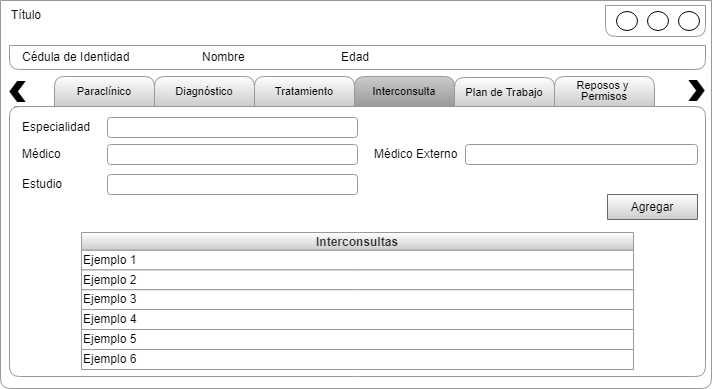 Título
Cédula de Identidad Nombre Edad
Paraclínico Diagnóstico Tratamiento Interconsulta Plan de Trabajo Reposos y Permisos
Especialidad
Médico Médico Externo
Estudio
Agregar
Interconsultas
Ejemplo 1
Ejemplo 2
Ejemplo 3
Ejemplo 4
Ejemplo 5
Ejemplo 6